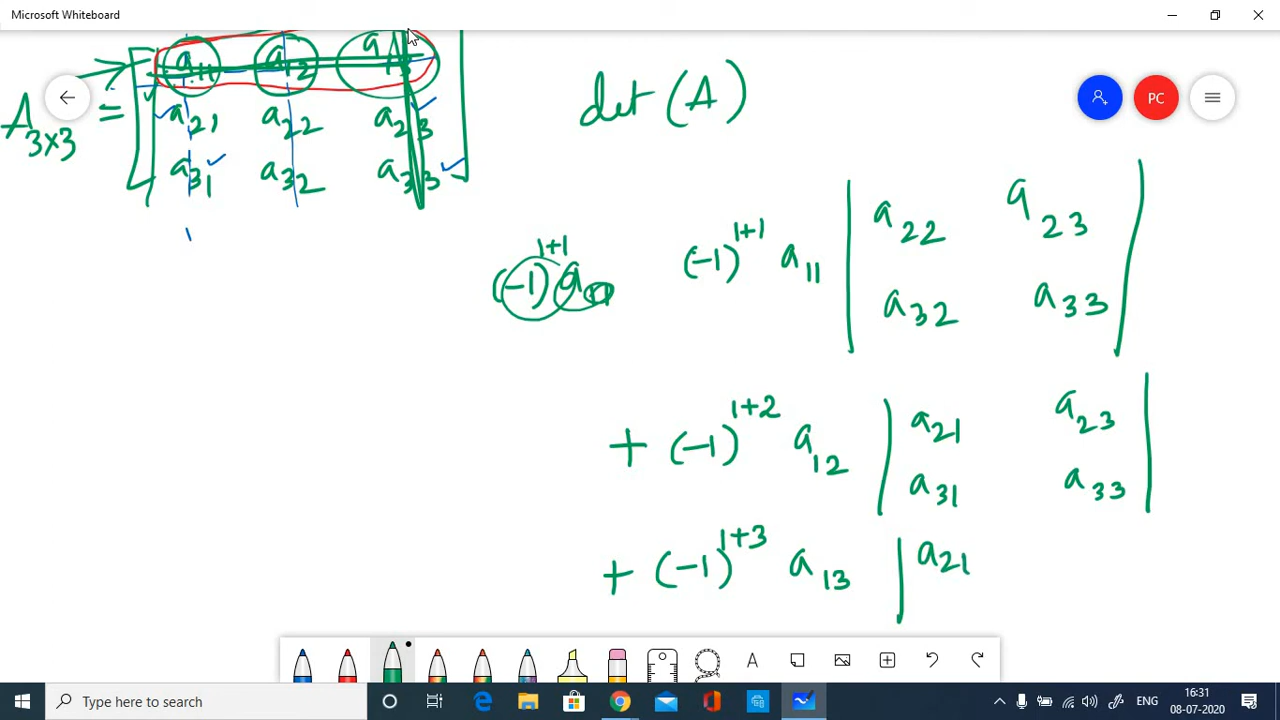 Microsoft Whiteboard
A₃ₓ₃ = [ a₁₁ a₁₂ a₁₃
a₂₁ a₂₂ a₂₃
a₃₁ a₃₂ a₃₃ ]
det (A)
(-1)¹⁺¹ a
(-1)¹⁺¹ a₁₁ | a₂₂ a₂₃
a₃₂ a₃₃ |
+ (-1)¹⁺² a₁₂ | a₂₁ a₂₃
a₃₁ a₃₃ |
+ (-1)¹⁺³ a₁₃ | a₂₁
PC
A
Type here to search
ENG
16:31
08-07-2020